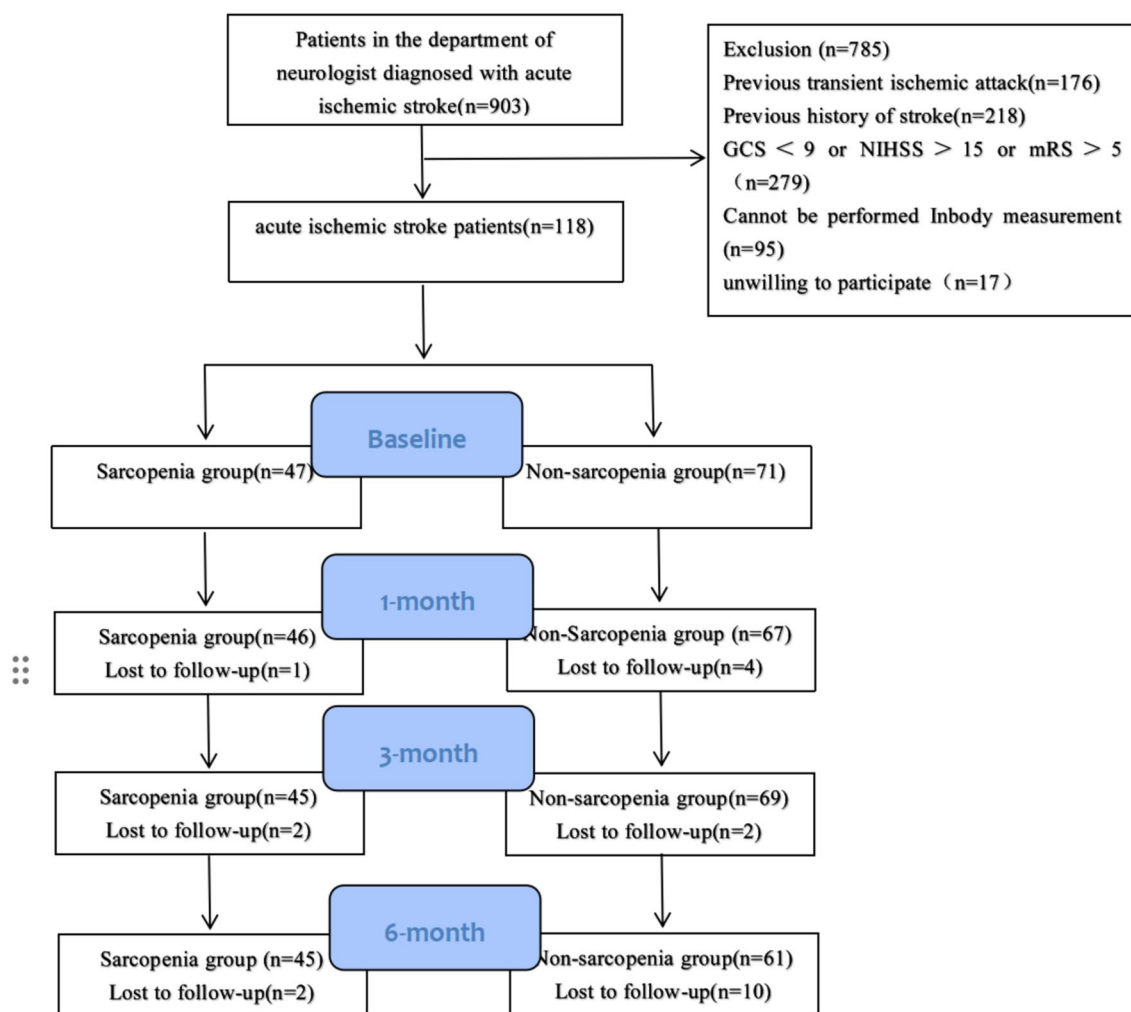 Patients in the department of
neurologist diagnosed with acute
ischemic stroke(n=903)
Exclusion (n=785)
Previous transient ischemic attack(n=176)
Previous history of stroke(n=218)
GCS < 9 or NIHSS > 15 or mRS > 5
（n=279)
Cannot be performed Inbody measurement
(n=95)
unwilling to participate（n=17）
acute ischemic stroke patients(n=118)
Baseline
Sarcopenia group(n=47)
Non-sarcopenia group(n=71)
1-month
Sarcopenia group(n=46)
Lost to follow-up(n=1)
Non-Sarcopenia group (n=67)
Lost to follow-up(n=4)
3-month
Sarcopenia group(n=45)
Lost to follow-up(n=2)
Non-sarcopenia group(n=69)
Lost to follow-up(n=2)
6-month
Sarcopenia group (n=45)
Lost to follow-up(n=2)
Non-sarcopenia group(n=61)
Lost to follow-up(n=10)